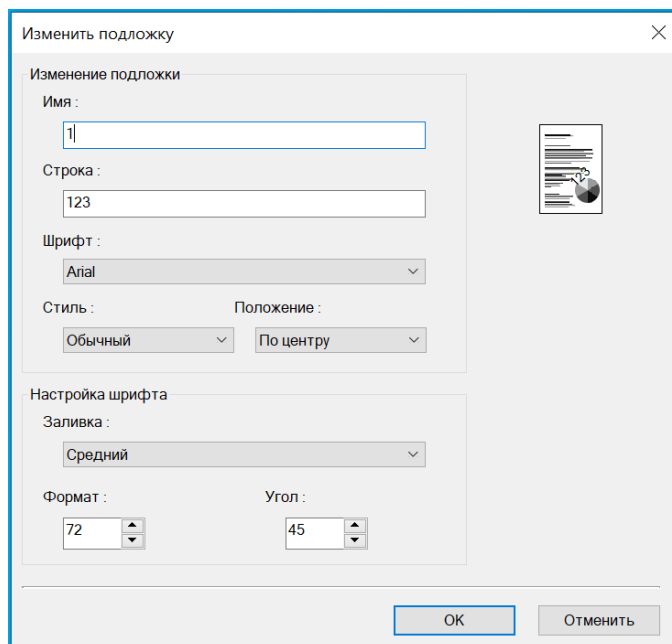 Изменить подложку
Изменение подложки
Имя :
1
Строка :
123
Шрифт :
Arial
Стиль : Положение :
Обычный По центру
Настройка шрифта
Заливка :
Средний
Формат : Угол :
72 45
OK Отменить
123